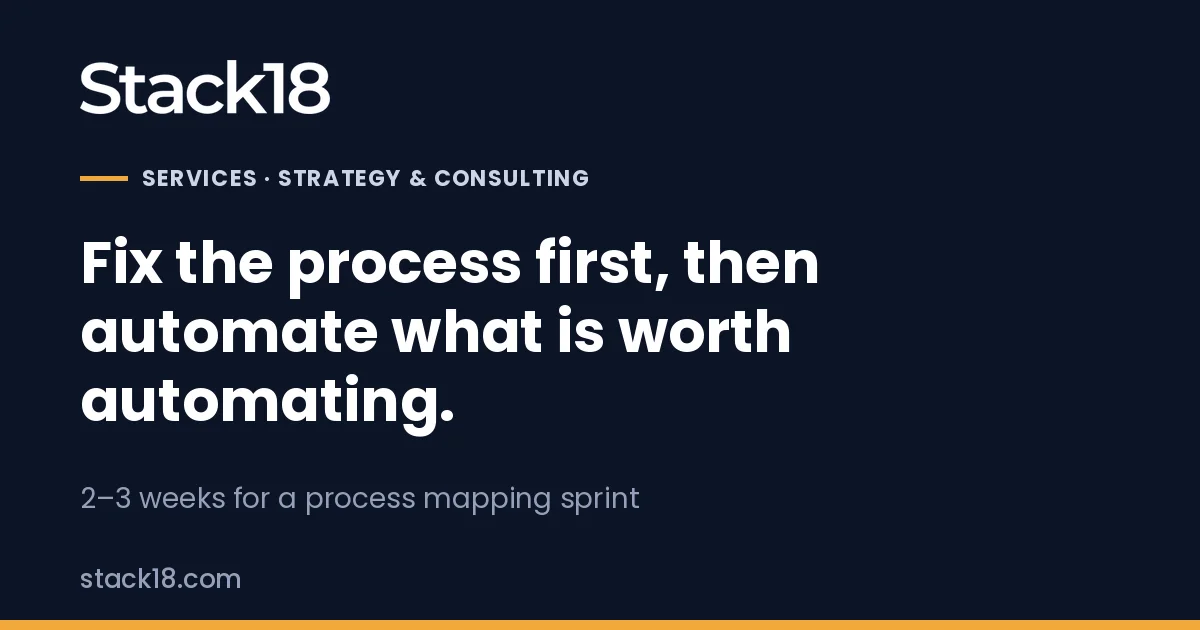 Stack18
SERVICES · STRATEGY & CONSULTING
Fix the process first, then
automate what is worth
automating.
2–3 weeks for a process mapping sprint
stack18.com